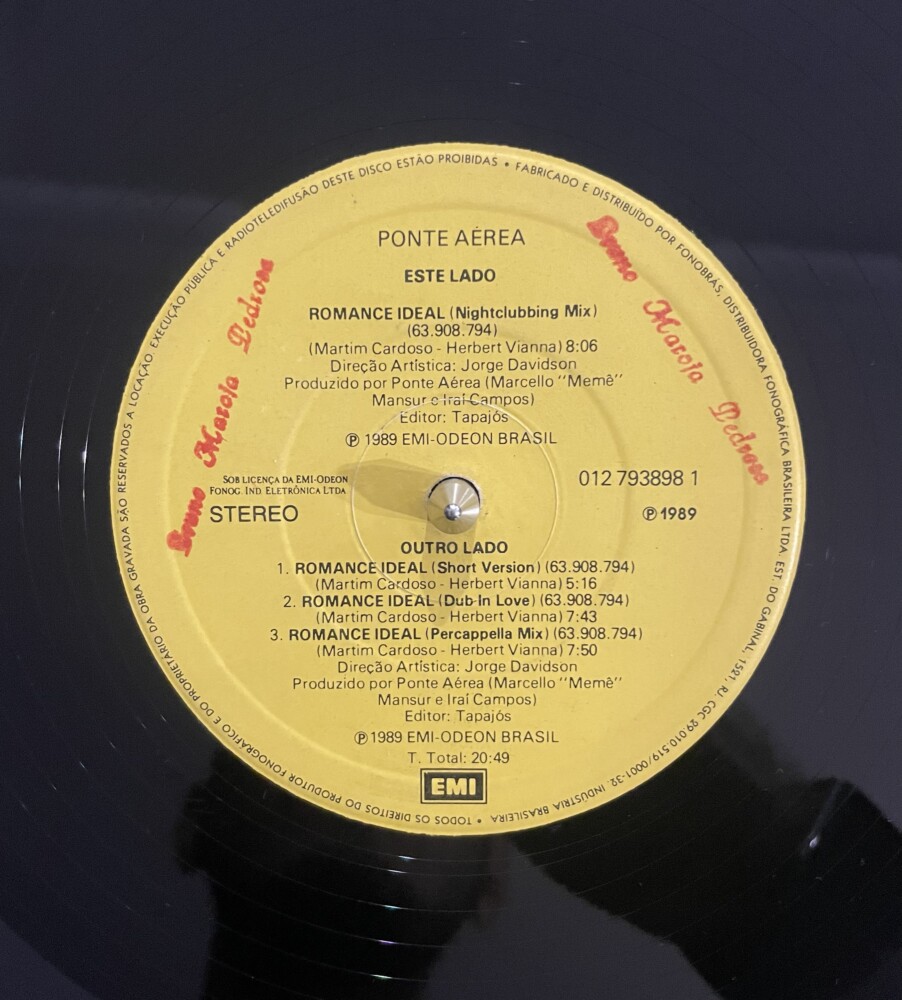 TODOS OS DIREITOS DO PRODUTOR FONOGRÁFICO E DO PROPRIETÁRIO DA OBRA GRAVADA SÃO RESERVADOS A LOCAÇÃO, EXECUÇÃO PÚBLICA E RADIOTELEDIFUSÃO DESTE DISCO ESTÃO PROIBIDAS • FABRICADO E DISTRIBUÍDO POR FONOBRÁS, DISTRIBUIDORA FONOGRÁFICA BRASILEIRA LTDA. EST. DO GABINAL, 1521, RJ. CGC 29.010.519/0001-32. INDÚSTRIA BRASILEIRA •
Bruno Marola Pedrosa
Bruno Marola Pedrosa
PONTE AÉREA
ESTE LADO
ROMANCE IDEAL (Nightclubbing Mix)
(63.908.794)
(Martim Cardoso - Herbert Vianna) 8:06
Direção Artística: Jorge Davidson
Produzido por Ponte Aérea (Marcello "Memê"
Mansur e Iraí Campos)
Editor: Tapajós
℗ 1989 EMI-ODEON BRASIL
SOB LICENÇA DA EMI-ODEON
FONOG. IND. ELETRÔNICA LTDA
012 793898 1
STEREO
℗ 1989
OUTRO LADO
1. ROMANCE IDEAL (Short Version) (63.908.794)
(Martim Cardoso - Herbert Vianna) 5:16
2. ROMANCE IDEAL (Dub-In Love) (63.908.794)
(Martim Cardoso - Herbert Vianna) 7:43
3. ROMANCE IDEAL (Percappella Mix) (63.908.794)
(Martim Cardoso - Herbert Vianna) 7:50
Direção Artística: Jorge Davidson
Produzido por Ponte Aérea (Marcello "Memê"
Mansur e Iraí Campos)
Editor: Tapajós
℗ 1989 EMI-ODEON BRASIL
T. Total: 20:49
EMI